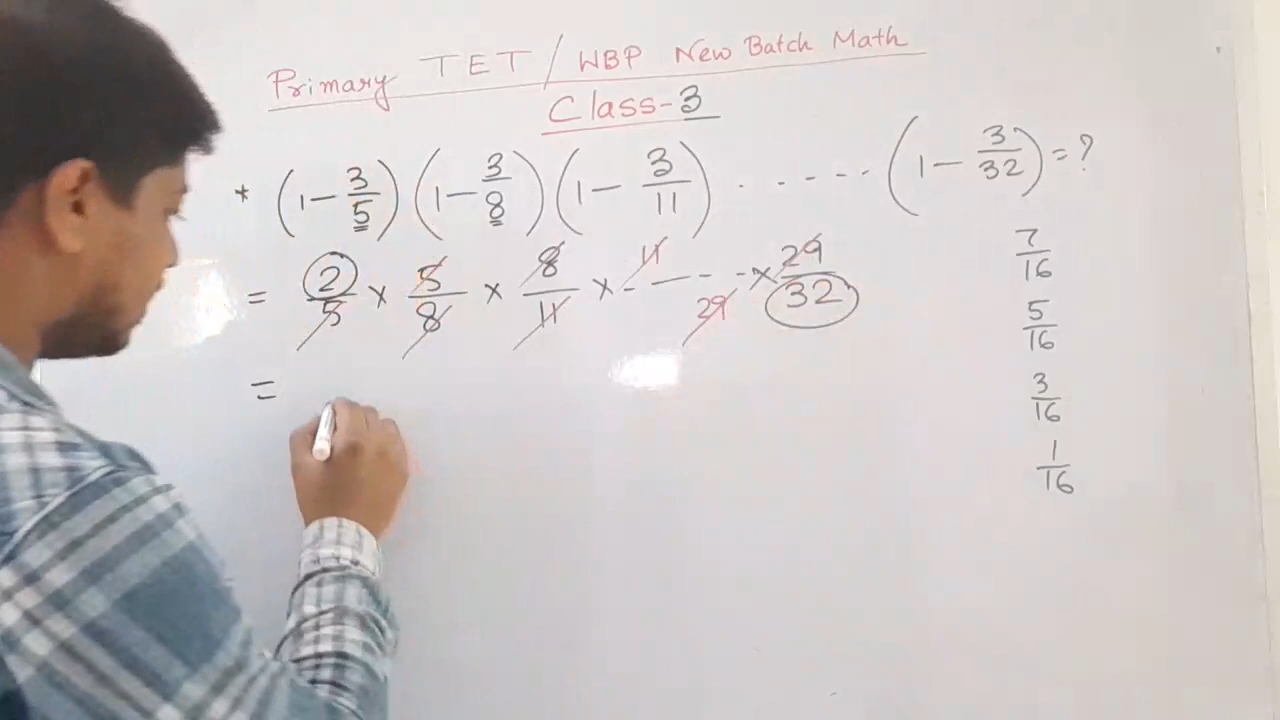 Primary TET / WBP New Batch Math
Class-3
* (1 - 3/5) (1 - 3/8) (1 - 3/11) . - - - - . (1 - 3/32) = ?
= 2/5 × 5/8 × 8/11 × 11 - — - - 29 × 29/32
=
7/16
5/16
3/16
1/16